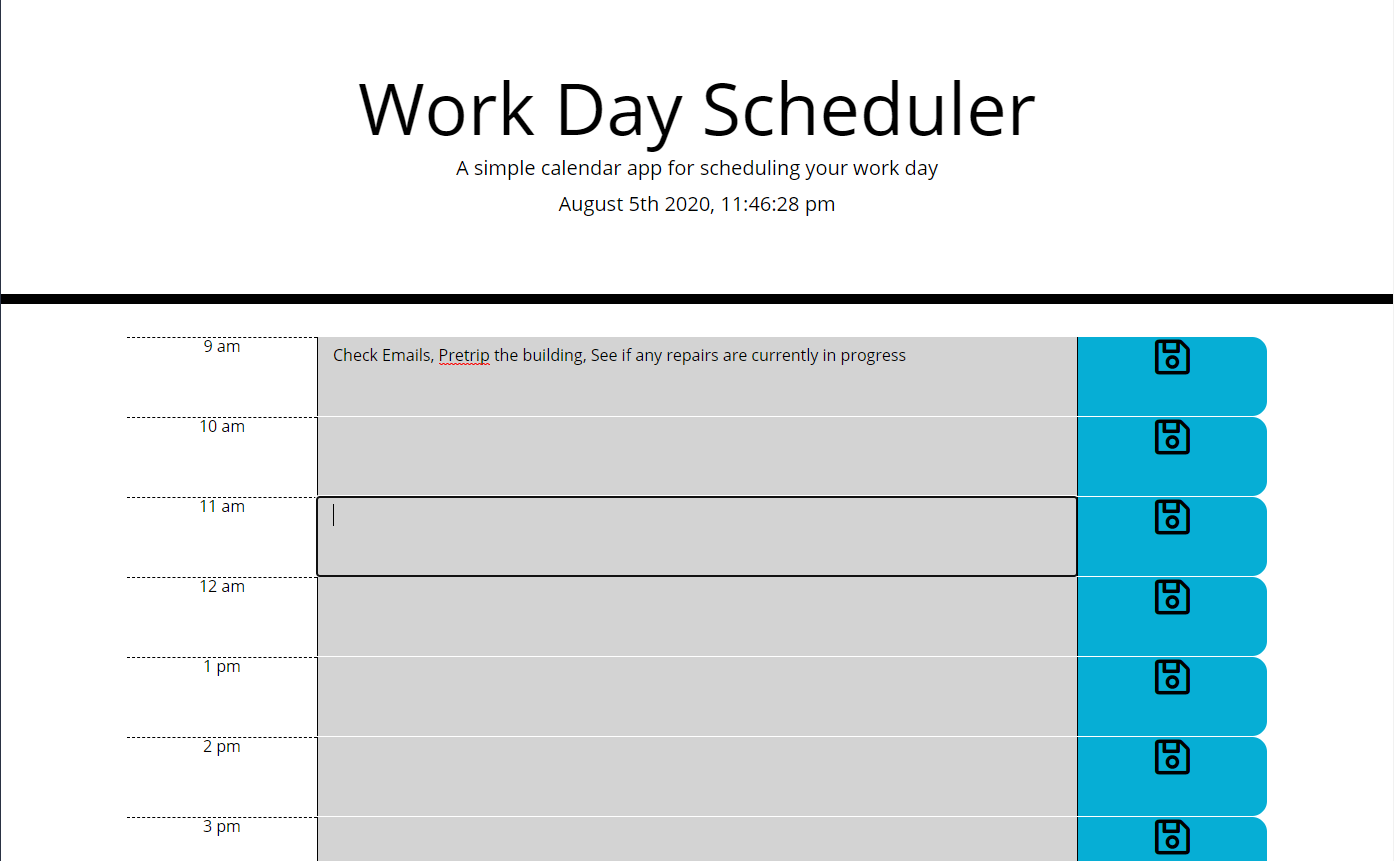 Work Day Scheduler
A simple calendar app for scheduling your work day
August 5th 2020, 11:46:28 pm
9 am
Check Emails, Pretrip the building, See if any repairs are currently in progress
10 am
11 am
12 am
1 pm
2 pm
3 pm